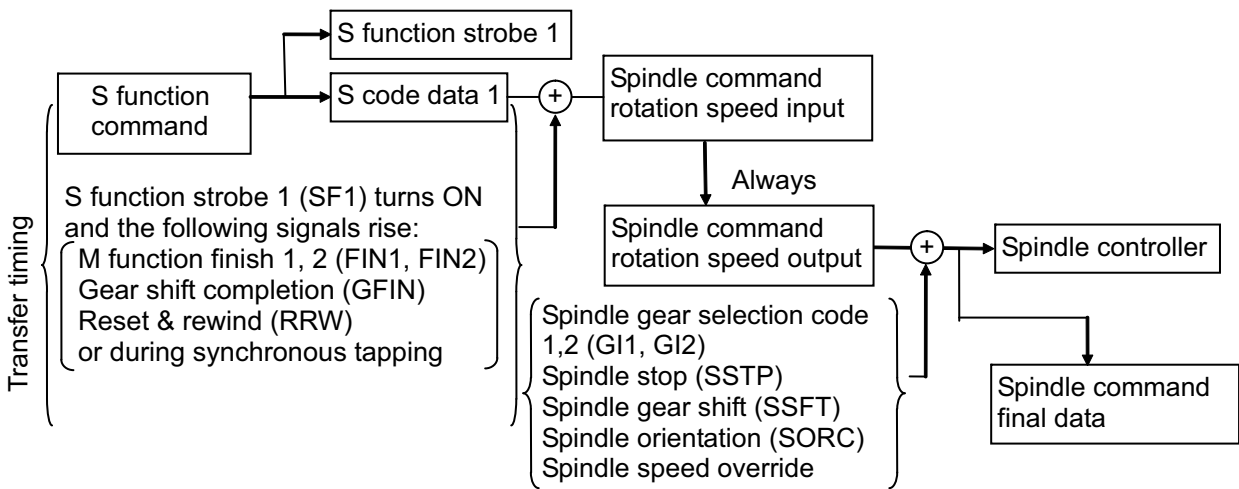 S function strobe 1
S function
command
S code data 1
Spindle command
rotation speed input
Transfer timing
S function strobe 1 (SF1) turns ON
and the following signals rise:
M function finish 1, 2 (FIN1, FIN2)
Gear shift completion (GFIN)
Reset & rewind (RRW)
or during synchronous tapping
Always
Spindle command
rotation speed output
Spindle controller
Spindle gear selection code
1,2 (GI1, GI2)
Spindle stop (SSTP)
Spindle gear shift (SSFT)
Spindle orientation (SORC)
Spindle speed override
Spindle command
final data